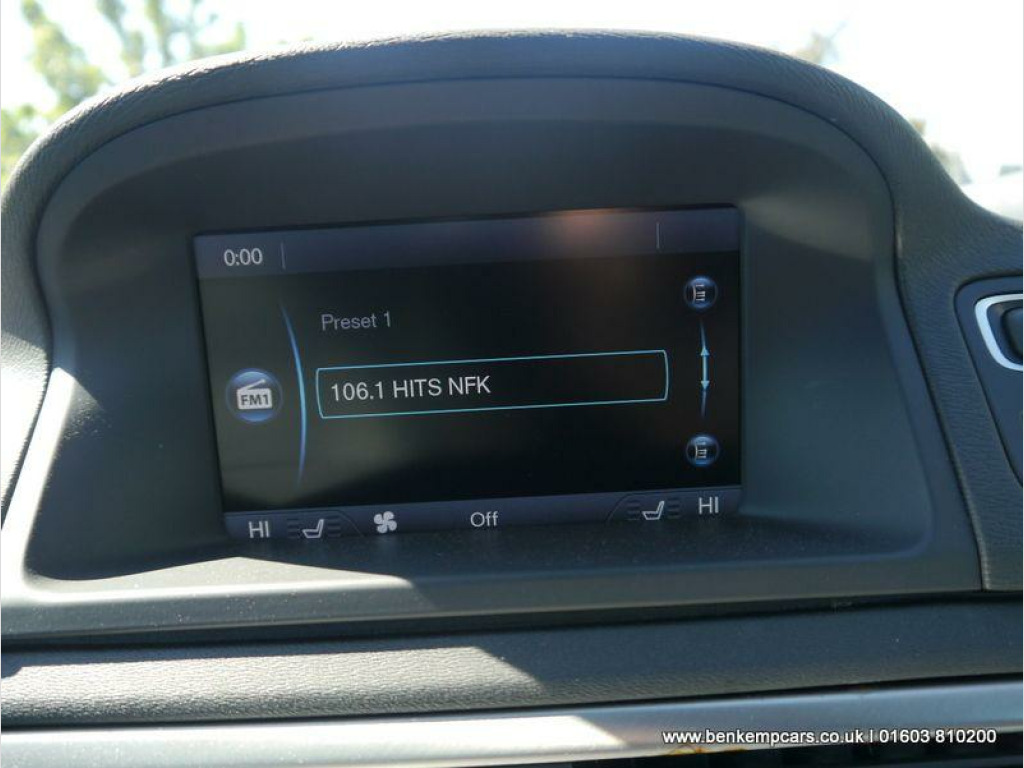 0:00
Preset 1
FM1
106.1 HITS NFK
HI Off HI
www.benkempcars.co.uk | 01603 810200